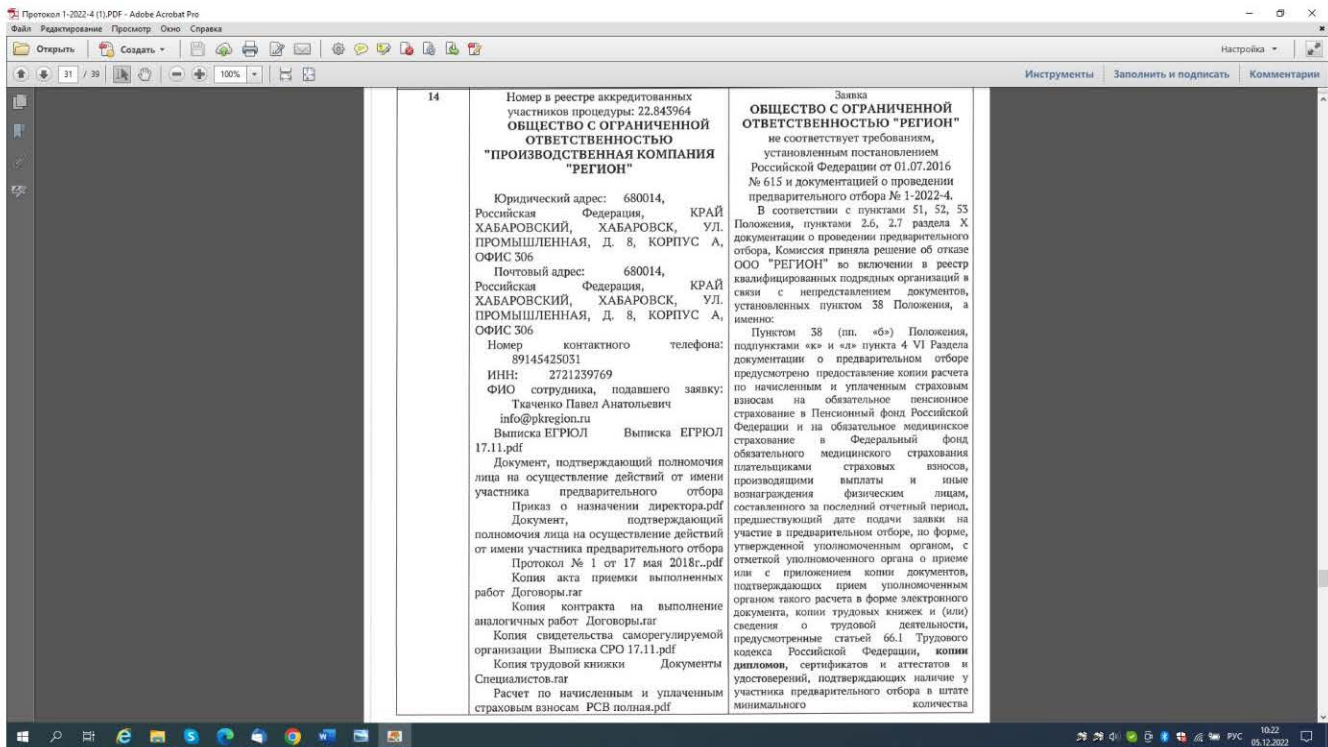 Протокол 1-2022-4 (1).PDF - Adobe Acrobat Pro
Файл Редактирование Просмотр Окно Справка
Открыть Создать Настройка
31 / 39 100% Инструменты Заполнить и подписать Комментарии
14
Номер в реестре аккредитованных
участников процедуры: 22.843964
ОБЩЕСТВО С ОГРАНИЧЕННОЙ
ОТВЕТСТВЕННОСТЬЮ
"ПРОИЗВОДСТВЕННАЯ КОМПАНИЯ
"РЕГИОН"
Юридический адрес: 680014,
Российская Федерация, КРАЙ
ХАБАРОВСКИЙ, ХАБАРОВСК, УЛ.
ПРОМЫШЛЕННАЯ, Д. 8, КОРПУС А,
ОФИС 306
Почтовый адрес: 680014,
Российская Федерация, КРАЙ
ХАБАРОВСКИЙ, ХАБАРОВСК, УЛ.
ПРОМЫШЛЕННАЯ, Д. 8, КОРПУС А,
ОФИС 306
Номер контактного телефона:
89145425031
ИНН: 2721239769
ФИО сотрудника, подавшего заявку:
Ткаченко Павел Анатольевич
info@pkregion.ru
Выписка ЕГРЮЛ Выписка ЕГРЮЛ
17.11.pdf
Документ, подтверждающий полномочия
лица на осуществление действий от имени
участника предварительного отбора
Приказ о назначении директора.pdf
Документ, подтверждающий
полномочия лица на осуществление действий
от имени участника предварительного отбора
Протокол № 1 от 17 мая 2018г..pdf
Копия акта приемки выполненных
работ Договоры.rar
Копия контракта на выполнение
аналогичных работ Договоры.rar
Копия свидетельства саморегулируемой
организации Выписка СРО 17.11.pdf
Копия трудовой книжки Документы
Специалистов.rar
Расчет по начисленным и уплаченным
страховым взносам РСВ полная.pdf
Заявка
ОБЩЕСТВО С ОГРАНИЧЕННОЙ
ОТВЕТСТВЕННОСТЬЮ "РЕГИОН"
не соответствует требованиям,
установленным постановлением
Российской Федерации от 01.07.2016
№ 615 и документацией о проведении
предварительного отбора № 1-2022-4.
В соответствии с пунктами 51, 52, 53
Положения, пунктами 2.6, 2.7 раздела X
документации о проведении предварительного
отбора, Комиссия приняла решение об отказе
ООО "РЕГИОН" во включении в реестр
квалифицированных подрядных организаций в
связи с непредставлением документов,
установленных пунктом 38 Положения, а
именно:
Пунктом 38 (пп. «б») Положения,
подпунктами «к» и «л» пункта 4 VI Раздела
документации о предварительном отборе
предусмотрено предоставление копии расчета
по начисленным и уплаченным страховым
взносам на обязательное пенсионное
страхование в Пенсионный фонд Российской
Федерации и на обязательное медицинское
страхование в Федеральный фонд
обязательного медицинского страхования
плательщиками страховых взносов,
производящими выплаты и иные
вознаграждения физическим лицам,
составленного за последний отчетный период,
предшествующий дате подачи заявки на
участие в предварительном отборе, по форме,
утвержденной уполномоченным органом, с
отметкой уполномоченного органа о приеме
или с приложением копии документов,
подтверждающих прием уполномоченным
органом такого расчета в форме электронного
документа, копии трудовых книжек и (или)
сведения о трудовой деятельности,
предусмотренные статьей 66.1 Трудового
кодекса Российской Федерации, копии
дипломов, сертификатов и аттестатов и
удостоверений, подтверждающих наличие у
участника предварительного отбора в штате
минимального количества
РУС 10:22
05.12.2022